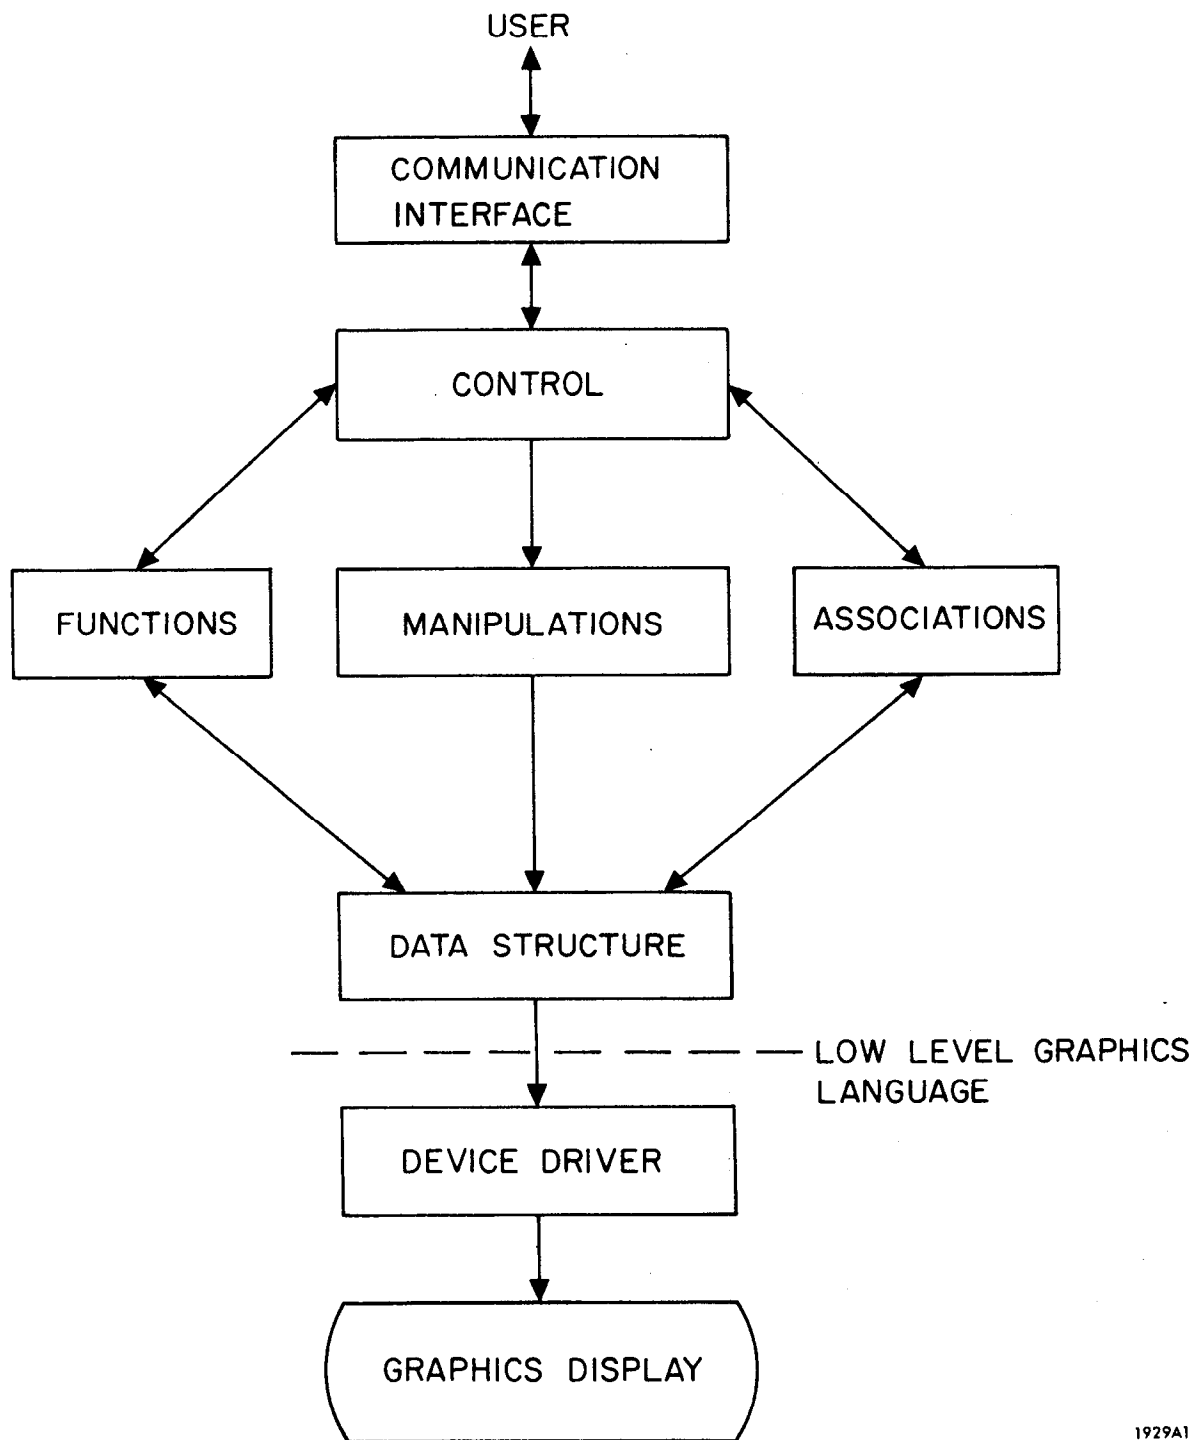 USER
COMMUNICATION
INTERFACE
CONTROL
FUNCTIONS
MANIPULATIONS
ASSOCIATIONS
DATA STRUCTURE
LOW LEVEL GRAPHICS
LANGUAGE
DEVICE DRIVER
GRAPHICS DISPLAY
1929A1